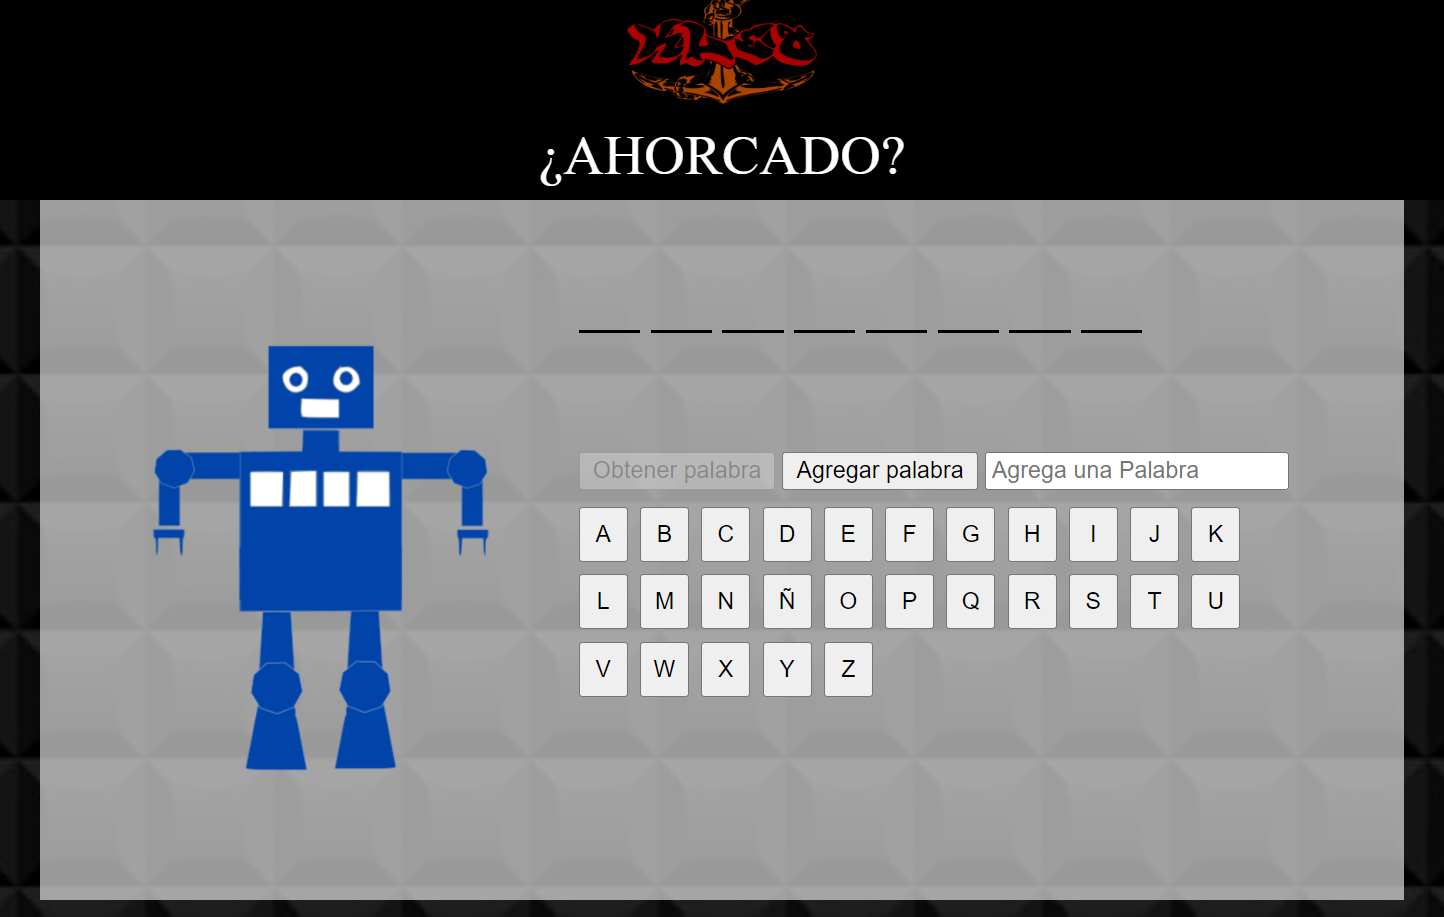 ¿AHORCADO?
Obtener palabra Agregar palabra Agrega una Palabra
A B C D E F G H I J K
L M N Ñ O P Q R S T U
V W X Y Z